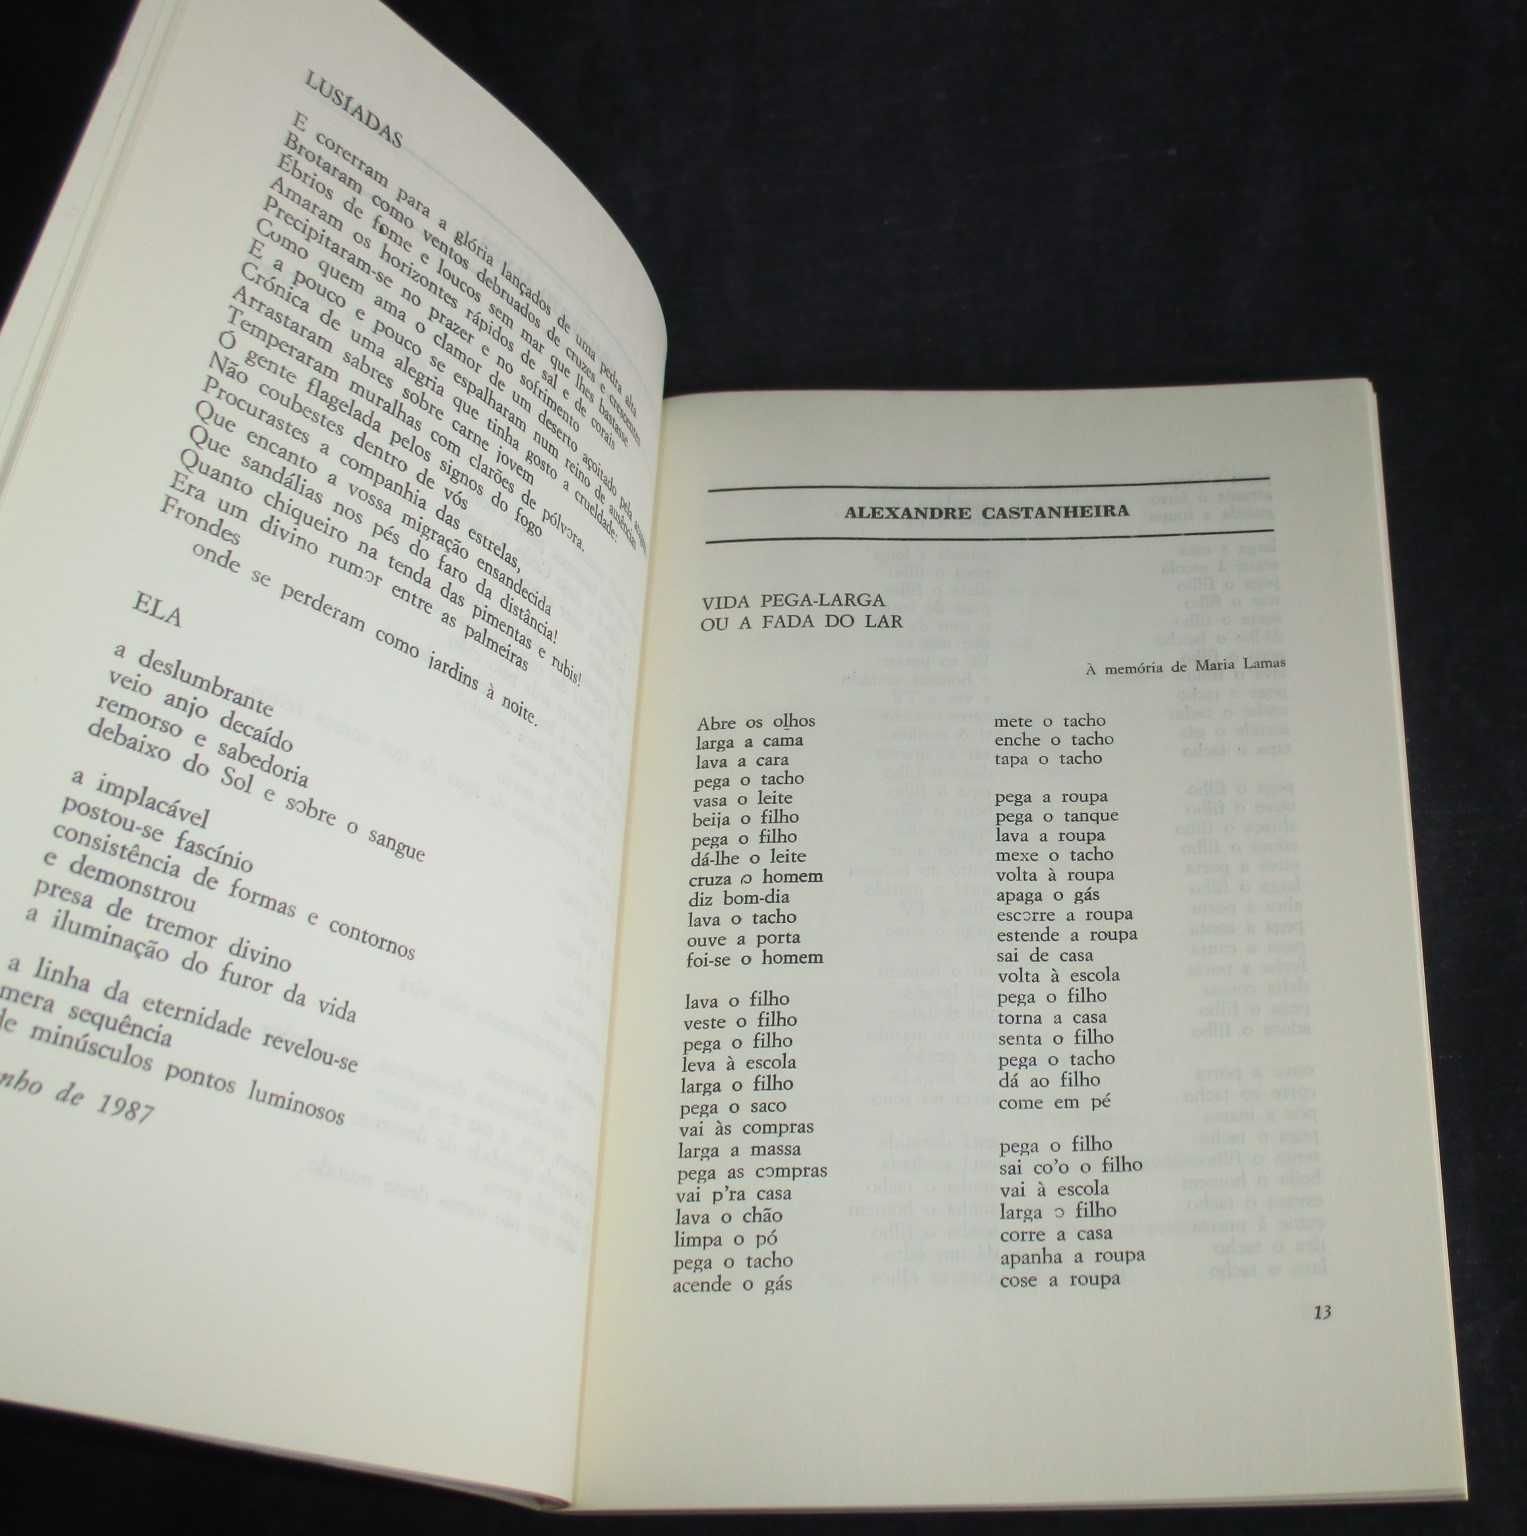 LUSÍADAS
E corerram para a glória lançados de uma pedra alta
Brotaram como ventos debruados de cruzes e crescentes
Ébrios de fome e loucos sem mar que lhes bastasse
Amaram os horizontes rápidos de sal e de corais
Precipitaram-se no prazer e no sofrimento
Como quem ama o clamor de um deserto açoitado pela
E a pouco e pouco se espalharam num reino de ausências
Crónica de uma alegria que tinha gosto a crueldade:
Arrastaram sabres sobre carne jovem
Temperaram muralhas com clarões de pólvora.
Ó gente flagelada pelos signos do fogo
Não coubestes dentro de vós
Procurastes a companhia das estrelas,
Que encanto a vossa migração ensandecida
Que sandálias nos pés do faro da distância!
Quanto chiqueiro na tenda das pimentas e rubis!
Era um divino rumor entre as palmeiras
Frondes
onde se perderam como jardins à noite.
ELA
a deslumbrante
veio anjo decaído
remorso e sabedoria
debaixo do Sol e sobre o sangue
a implacável
postou-se fascínio
consistência de formas e contornos
e demonstrou
presa de tremor divino
a iluminação do furor da vida
a linha da eternidade revelou-se
mera sequência
de minúsculos pontos luminosos
nho de 1987
ALEXANDRE CASTANHEIRA
VIDA PEGA-LARGA
OU A FADA DO LAR
À memória de Maria Lamas
Abre os olhos
larga a cama
lava a cara
pega o tacho
vasa o leite
beija o filho
pega o filho
dá-lhe o leite
cruza o homem
diz bom-dia
lava o tacho
ouve a porta
foi-se o homem
lava o filho
veste o filho
pega o filho
leva à escola
larga o filho
pega o saco
vai às compras
larga a massa
pega as compras
vai p'ra casa
lava o chão
limpa o pó
pega o tacho
acende o gás
mete o tacho
enche o tacho
tapa o tacho
pega a roupa
pega o tanque
lava a roupa
mexe o tacho
volta à roupa
apaga o gás
escorre a roupa
estende a roupa
sai de casa
volta à escola
pega o filho
torna a casa
senta o filho
pega o tacho
dá ao filho
come em pé
pega o filho
sai co'o o filho
vai à escola
larga o filho
corre a casa
apanha a roupa
cose a roupa
13